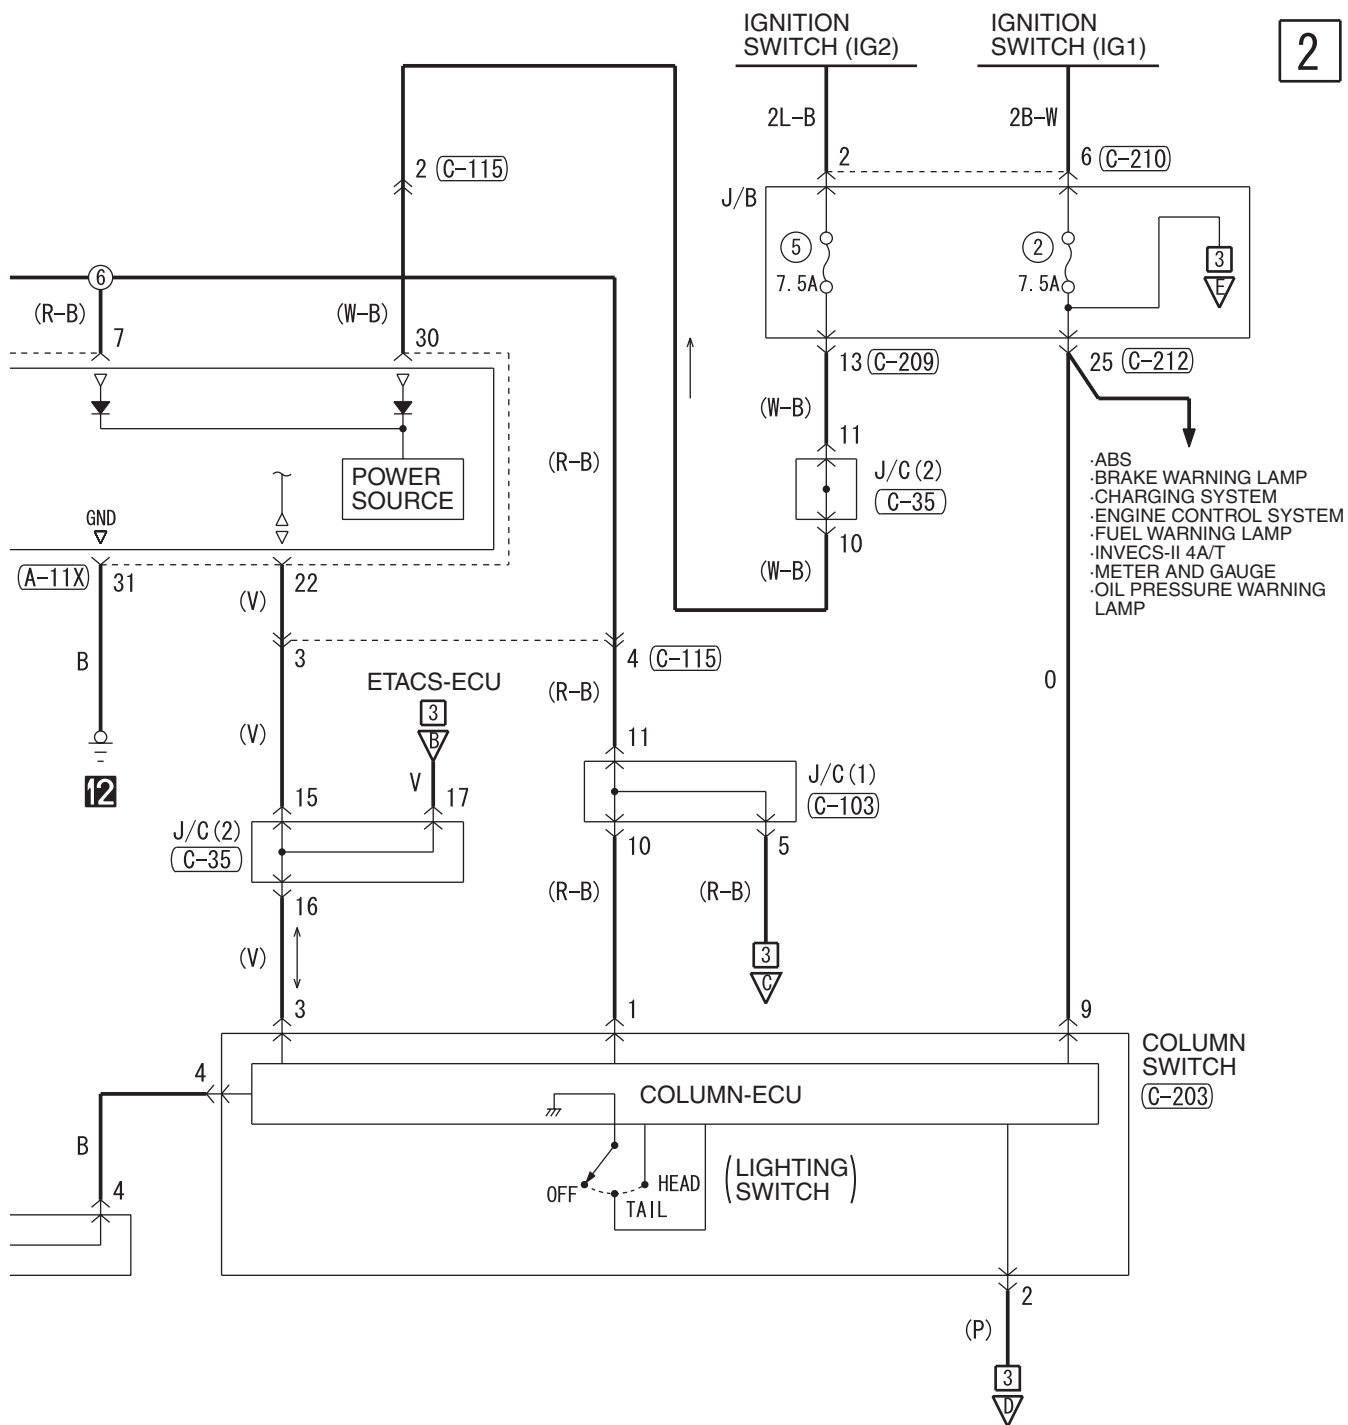 IGNITION
SWITCH (IG2)
IGNITION
SWITCH (IG1)
2
2L-B
2B-W
2 (C-115)
2
6 (C-210)
J/B
5
7.5A
2
7.5A
3
E
6
(R-B)
(W-B)
7
30
13 (C-209)
25 (C-212)
(W-B)
11
J/C(2)
C-35
10
(W-B)
(R-B)
POWER
SOURCE
GND
(A-11X)
31
22
·ABS
·BRAKE WARNING LAMP
·CHARGING SYSTEM
·ENGINE CONTROL SYSTEM
·FUEL WARNING LAMP
·INVECS-II 4A/T
·METER AND GAUGE
·OIL PRESSURE WARNING
LAMP
(V)
B
3
4 (C-115)
ETACS-ECU
3
B
(R-B)
0
(V)
12
V
15
17
11
J/C(1)
C-103
J/C(2)
C-35
10
5
16
(R-B)
(R-B)
(V)
3
C
3
1
9
COLUMN
SWITCH
C-203
4
COLUMN-ECU
B
4
OFF
TAIL
HEAD
(LIGHTING
SWITCH)
2
(P)
3
D